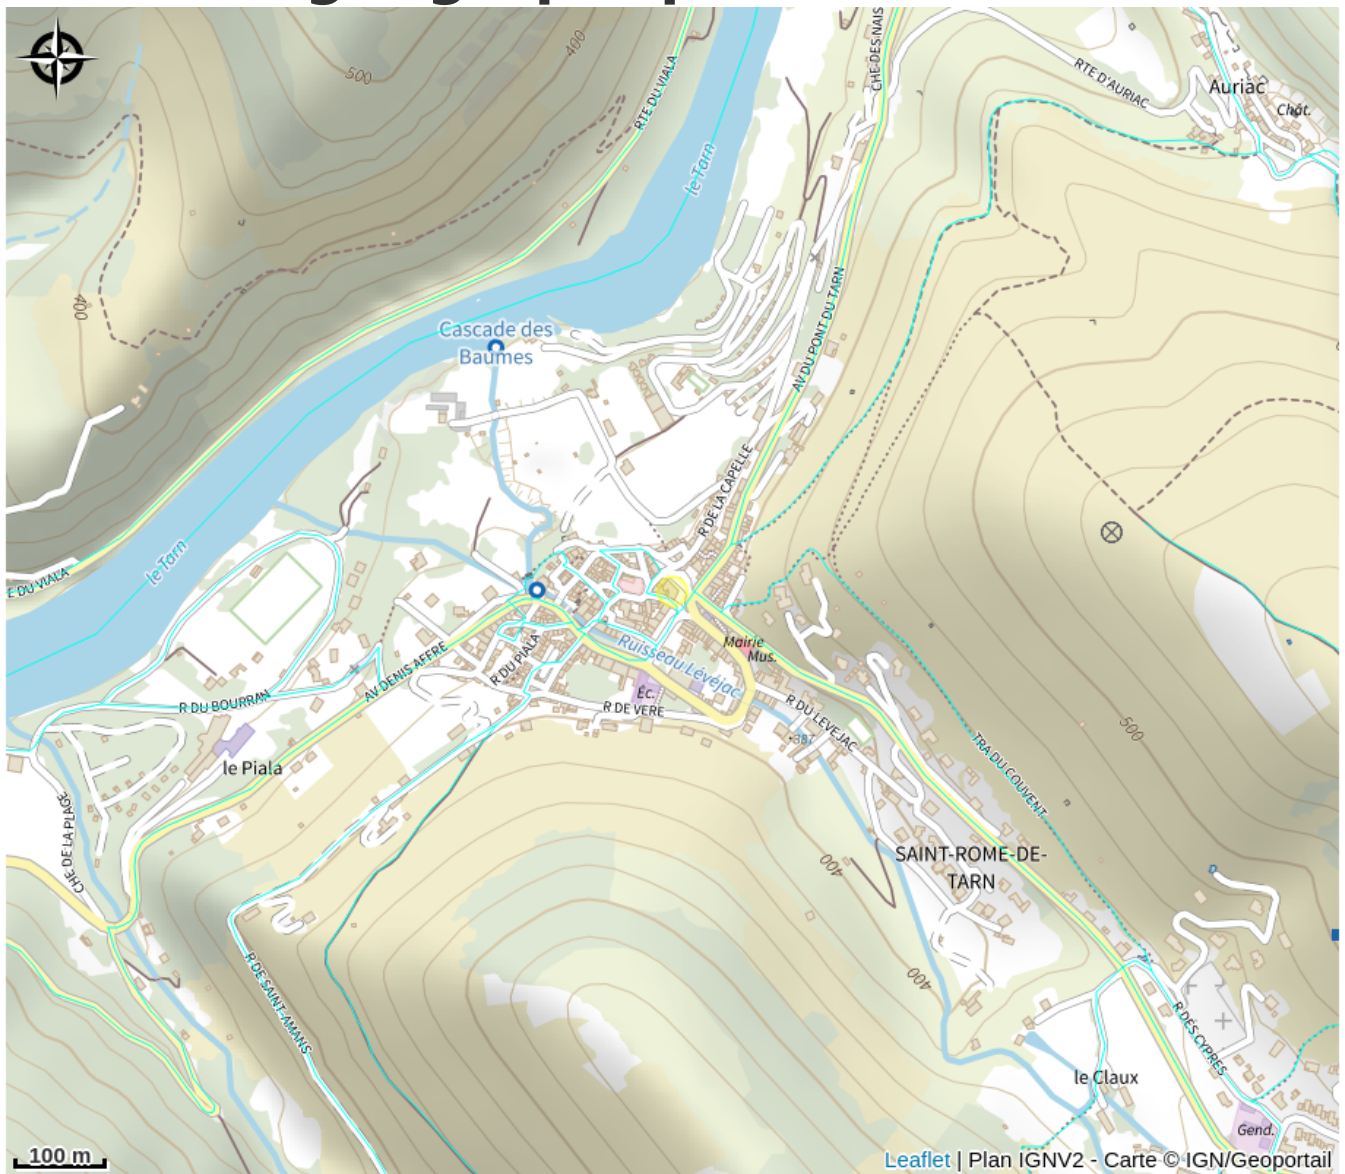 400
500
CHE DES NAIS
RTE DU VIALA
RTE D'AURIAC
Auriac
Chât.
le Tarn
400
AV DU PONT DU TARN
Cascade des
Baumes
R DE LA CAPELLE
le Tarn
E DU VIALA
Mairie
Mus.
Ruisseau Lévéjac
R DU PIALA
AV DENIS AFFRE
Éc.
R DU BOURRAN
R DE VERE
R DU LEVEJAC
387
500
TRA DU COUVENT
le Piala
CHE DE LA PLAGE
SAINT-ROME-DE-
TARN
400
400
R DE SAINT-AMANS
R DES CYPRES
le Claux
Gend.
100 m
Leaflet | Plan IGNV2 - Carte © IGN/Geoportail